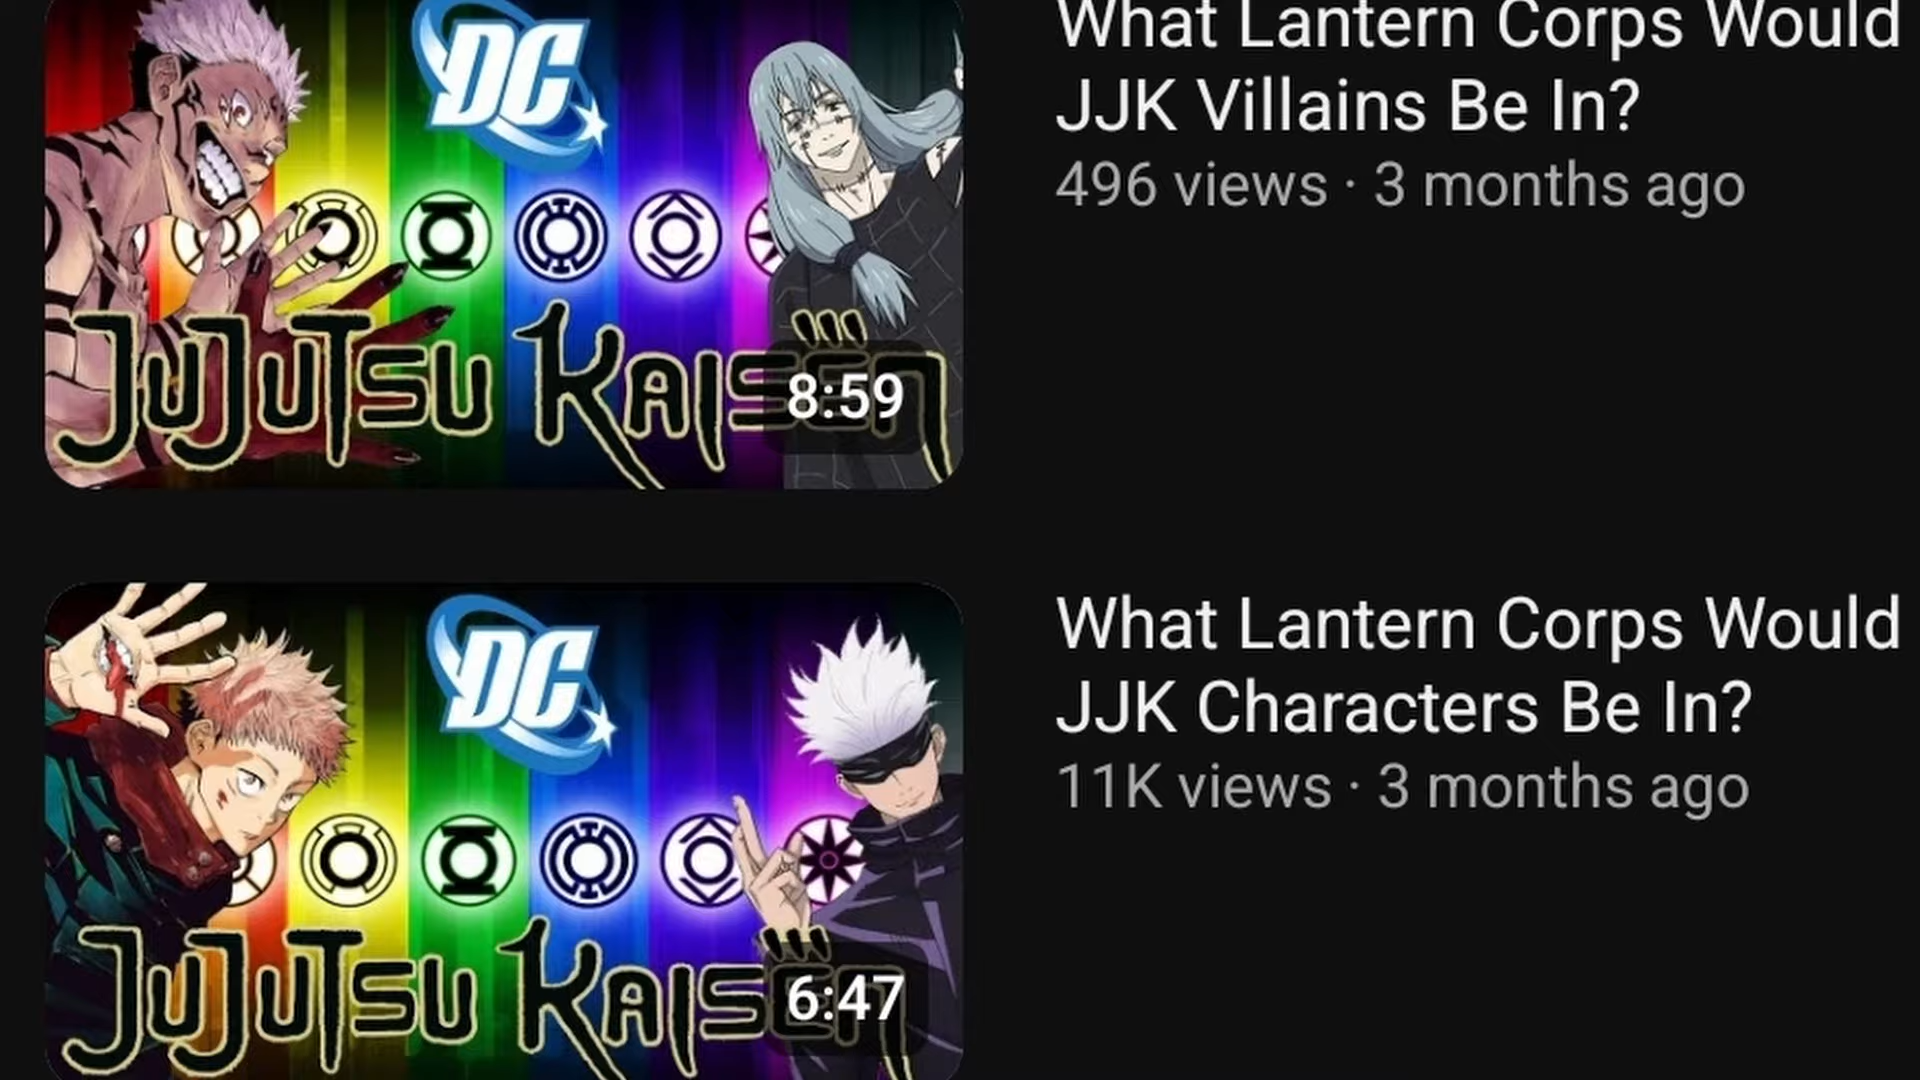 DC
JUJUTSU KAISEN
8:59
What Lantern Corps Would
JJK Villains Be In?
496 views · 3 months ago
DC
JUJUTSU KAISEN
6:47
What Lantern Corps Would
JJK Characters Be In?
11K views · 3 months ago